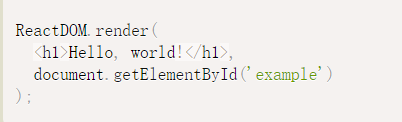 ReactDOM.render(
  <h1>Hello, world!</h1>,
  document.getElementById('example')
);